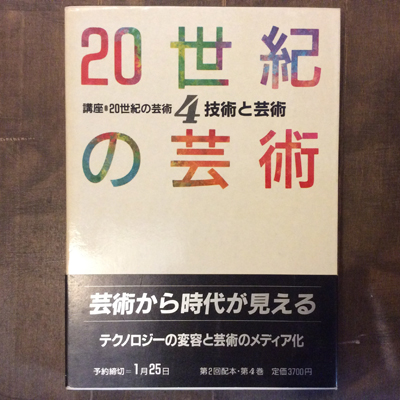 20世紀
講座・20世紀の芸術 4 技術と芸術
の芸術
芸術から時代が見える
テクノロジーの変容と芸術のメディア化
予約締切=1月25日 第2回配本・第4巻 定価3700円